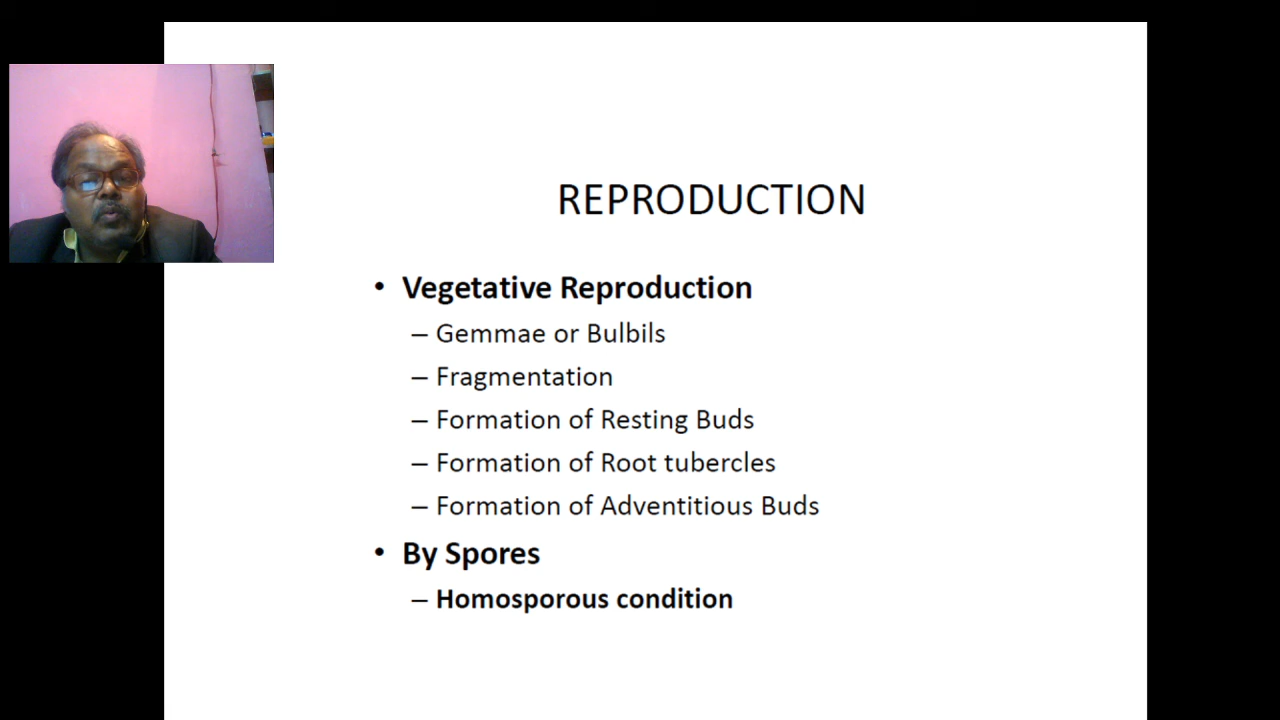 REPRODUCTION
• Vegetative Reproduction
– Gemmae or Bulbils
– Fragmentation
– Formation of Resting Buds
– Formation of Root tubercles
– Formation of Adventitious Buds
• By Spores
– Homosporous condition